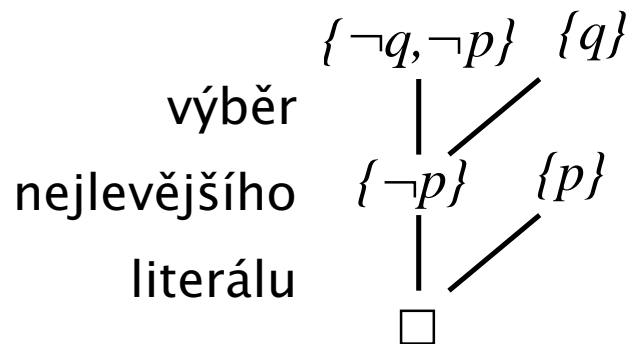 {¬q,¬p} {q}
výběr
nejlevějšího {¬p} {p}
literálu
□